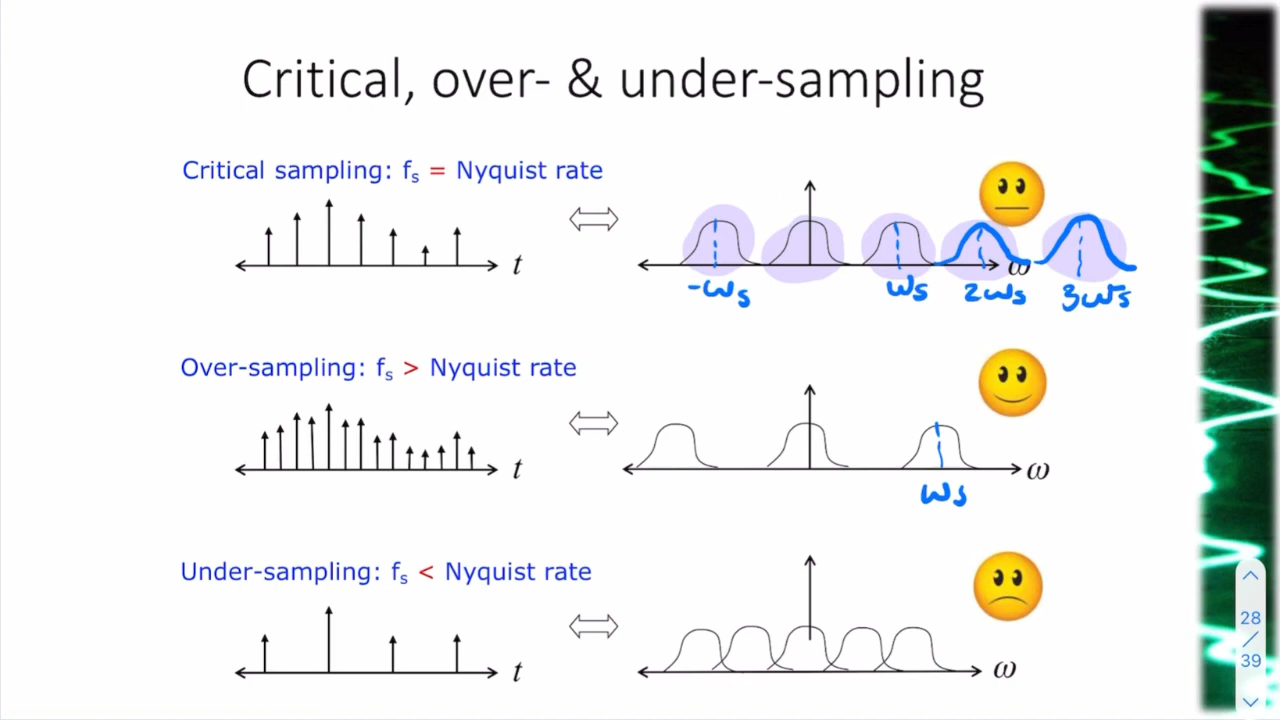 Critical, over- & under-sampling
Critical sampling: fₛ = Nyquist rate
t
ω
-ωs
ωs
2ωs
3ωs
Over-sampling: fₛ > Nyquist rate
t
ω
ωs
Under-sampling: fₛ < Nyquist rate
t
ω
28
/
39